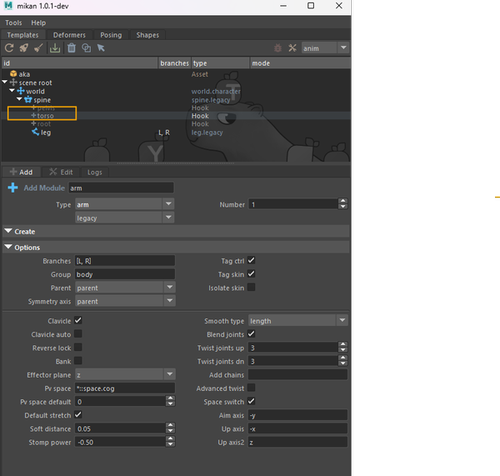 mikan 1.0.1-dev
Tools Help
Templates Deformers Posing Shapes
anim
id branches type mode
aka Asset
scene root
world world.character
spine spine.legacy
Hook
torso Hook
root Hook
leg L, R leg.legacy
T
Y
Add Edit Logs
Add Module arm
Type arm Number 1
legacy
Create
Options
Branches [L, R] Tag ctrl
Group body Tag skin
Parent parent Isolate skin
Symmetry axis parent
Clavicle Smooth type length
Clavicle auto Blend joints
Reverse lock Twist joints up 3
Bank Twist joints dn 3
Effector plane z Add chains
Pv space *::space.cog Advanced twist
Pv space default 0 Space switch
Default stretch Aim axis -y
Soft distance 0.05 Up axis -x
Stomp power -0.50 Up axis2 z